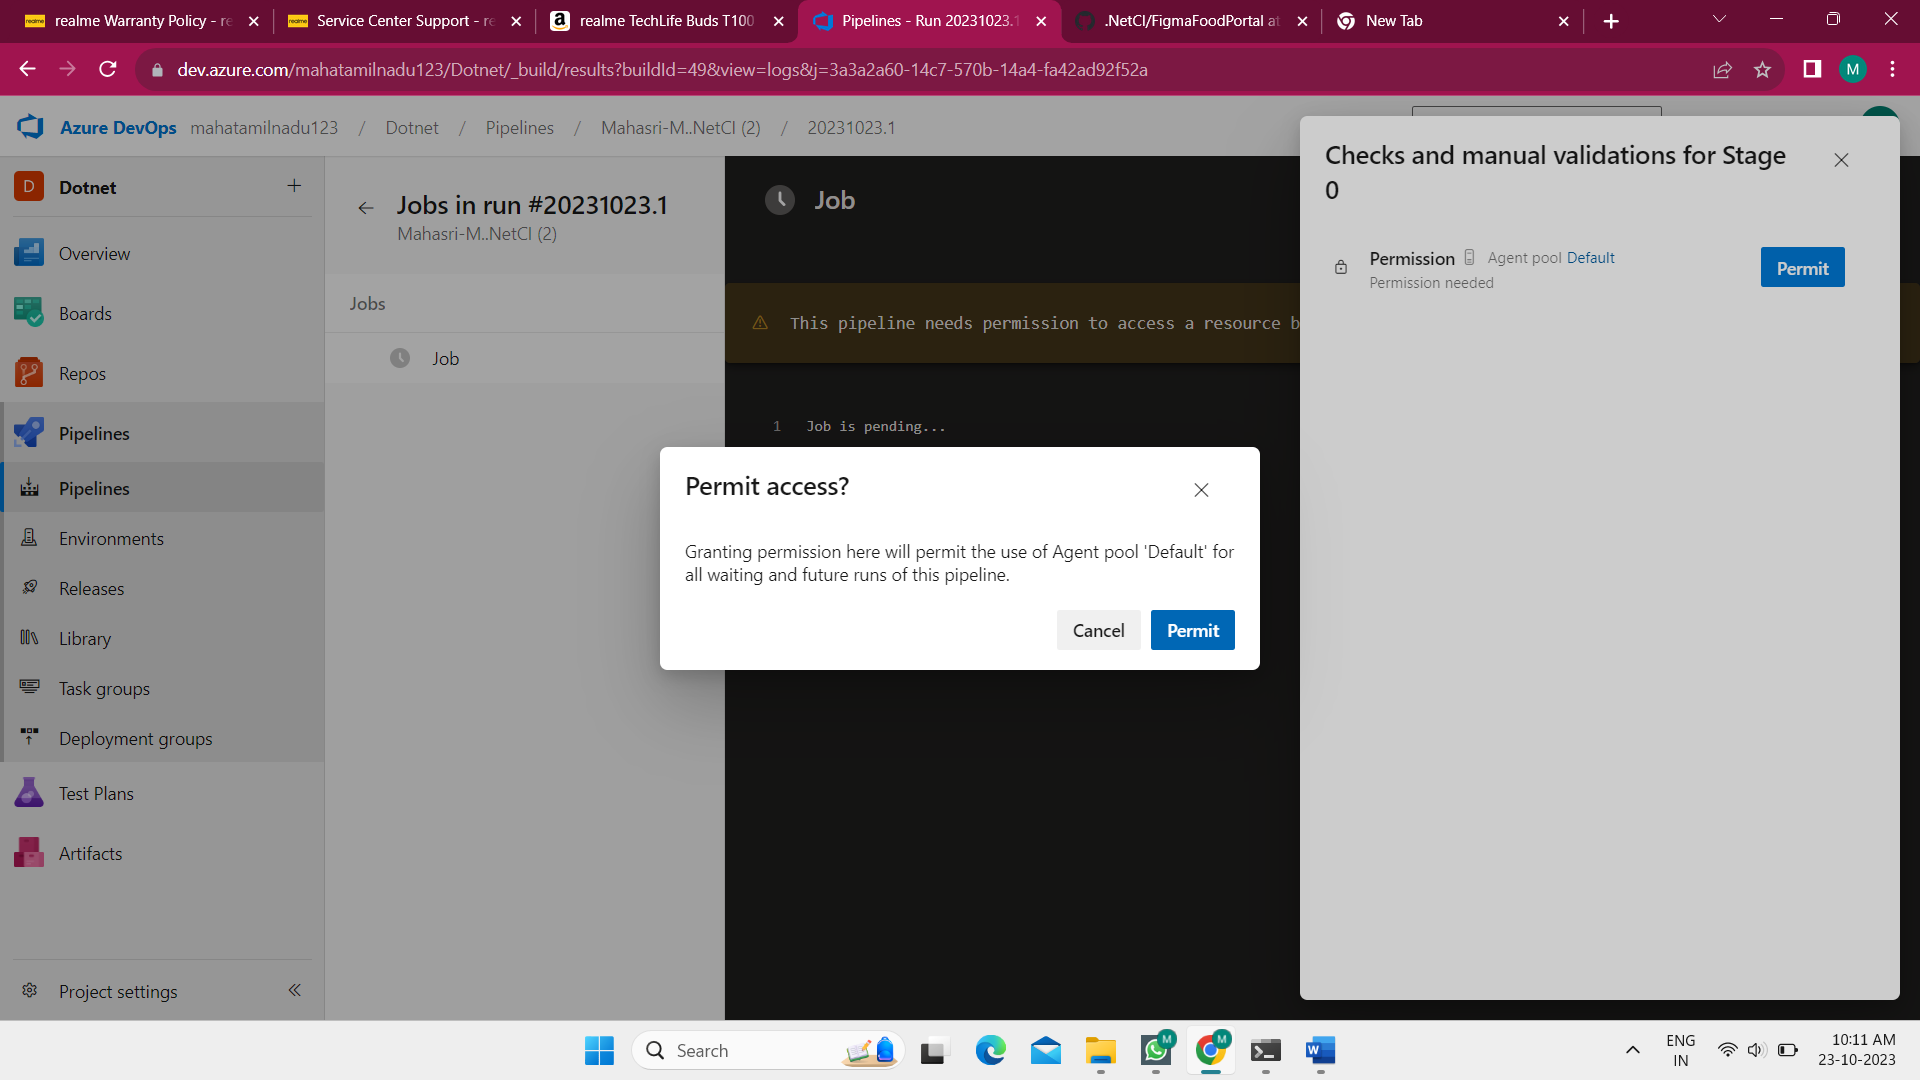 realme Warranty Policy - re
Service Center Support - re
realme TechLife Buds T100
Pipelines - Run 20231023.1
.NetCI/FigmaFoodPortal at
New Tab
dev.azure.com/mahatamilnadu123/Dotnet/_build/results?buildId=49&view=logs&j=3a3a2a60-14c7-570b-14a4-fa42ad92f52a
M
Azure DevOps mahatamilnadu123 / Dotnet / Pipelines / Mahasri-M..NetCI (2) / 20231023.1
D Dotnet
Overview
Boards
Repos
Pipelines
Pipelines
Environments
Releases
Library
Task groups
Deployment groups
Test Plans
Artifacts
Project settings
Jobs in run #20231023.1
Mahasri-M..NetCI (2)
Jobs
Job
Job
This pipeline needs permission to access a resource b
1 Job is pending...
Checks and manual validations for Stage
0
Permission Agent pool Default
Permission needed
Permit
Permit access?
Granting permission here will permit the use of Agent pool 'Default' for
all waiting and future runs of this pipeline.
Cancel Permit
Search
M
M
W
ENG
IN
10:11 AM
23-10-2023